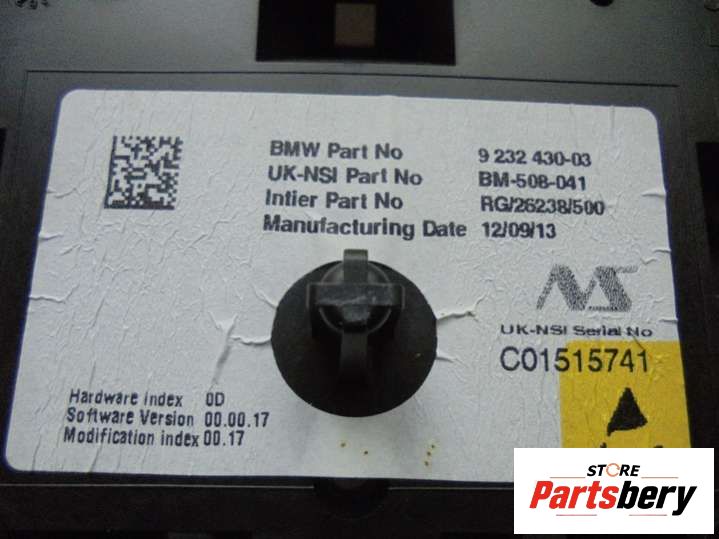 BMW Part No 9 232 430-03
UK-NSI Part No BM-508-041
Intier Part No RG/26238/500
Manufacturing Date 12/09/13
NS
UK-NSI Serial No
C01515741
Hardware index 0D
Software Version 00.00.17
Modification index 00.17
STORE
Partsbery